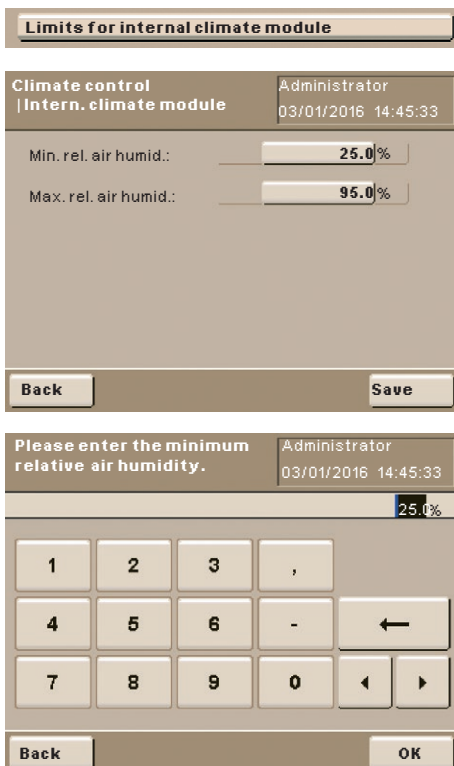 Limits for internal climate module
Climate control
|Intern. climate module
Administrator
03/01/2016 14:45:33
Min. rel. air humid.: 25.0%
Max. rel. air humid.: 95.0%
Back Save
Please enter the minimum
relative air humidity.
Administrator
03/01/2016 14:45:33
25.0%
1 2 3 ,
4 5 6 - ←
7 8 9 0
Back OK